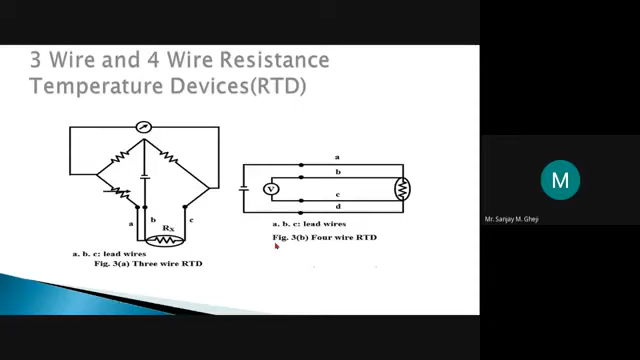 3 Wire and 4 Wire Resistance
Temperature Devices(RTD)
a
b
c
R_X
a. b. c: lead wires
Fig. 3(a) Three wire RTD
a
b
V
c
d
a. b. c: lead wires
Fig. 3(b) Four wire RTD
M
Mr. Sanjay M. Gheji